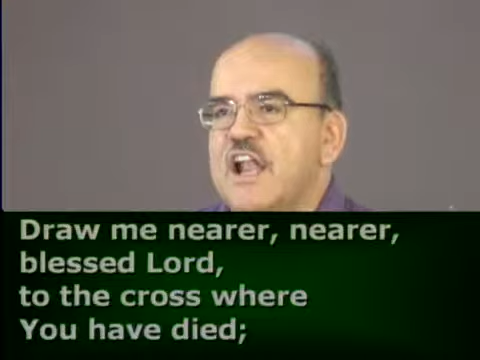 Draw me nearer, nearer,
blessed Lord,
to the cross where
You have died;